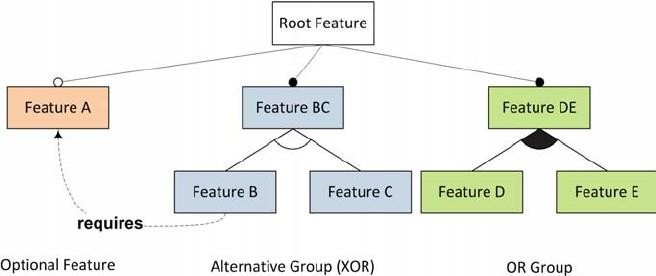 Root Feature
Feature A
Feature BC
Feature DE
Feature B
Feature C
Feature D
Feature E
requires
Optional Feature
Alternative Group (XOR)
OR Group